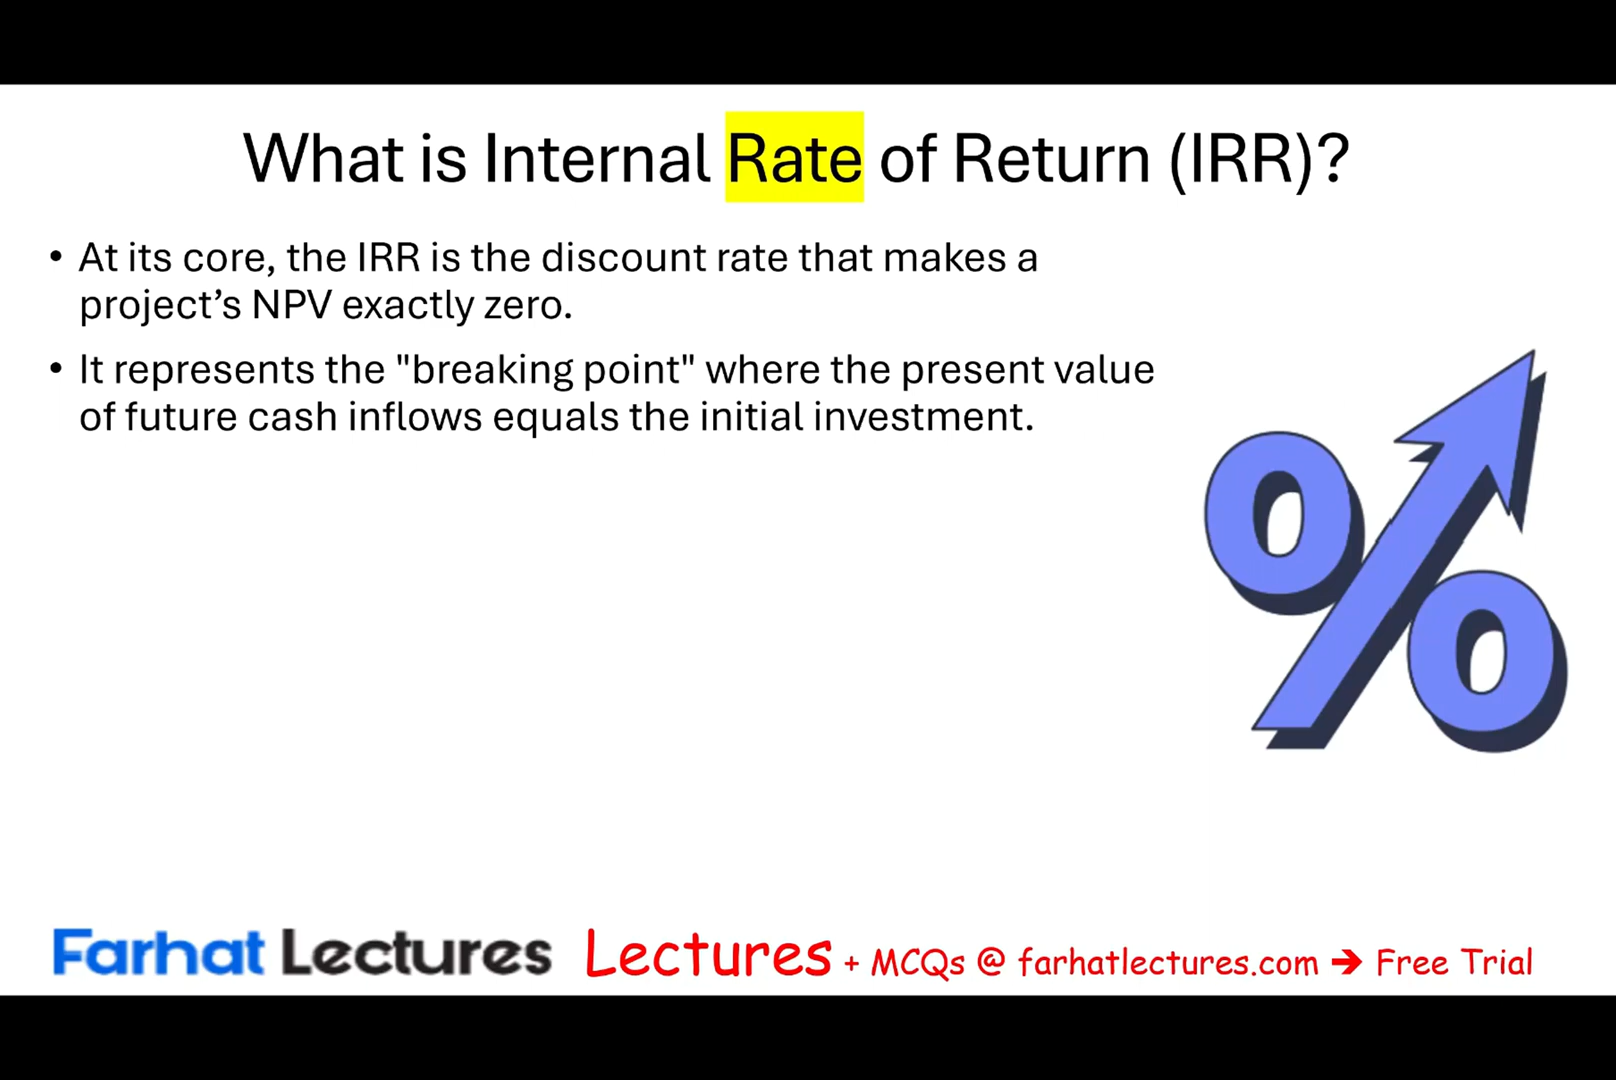 What is Internal Rate of Return (IRR)?
• At its core, the IRR is the discount rate that makes a
project’s NPV exactly zero.
• It represents the "breaking point" where the present value
of future cash inflows equals the initial investment.
%
Farhat Lectures Lectures + MCQs @ farhatlectures.com ➔ Free Trial